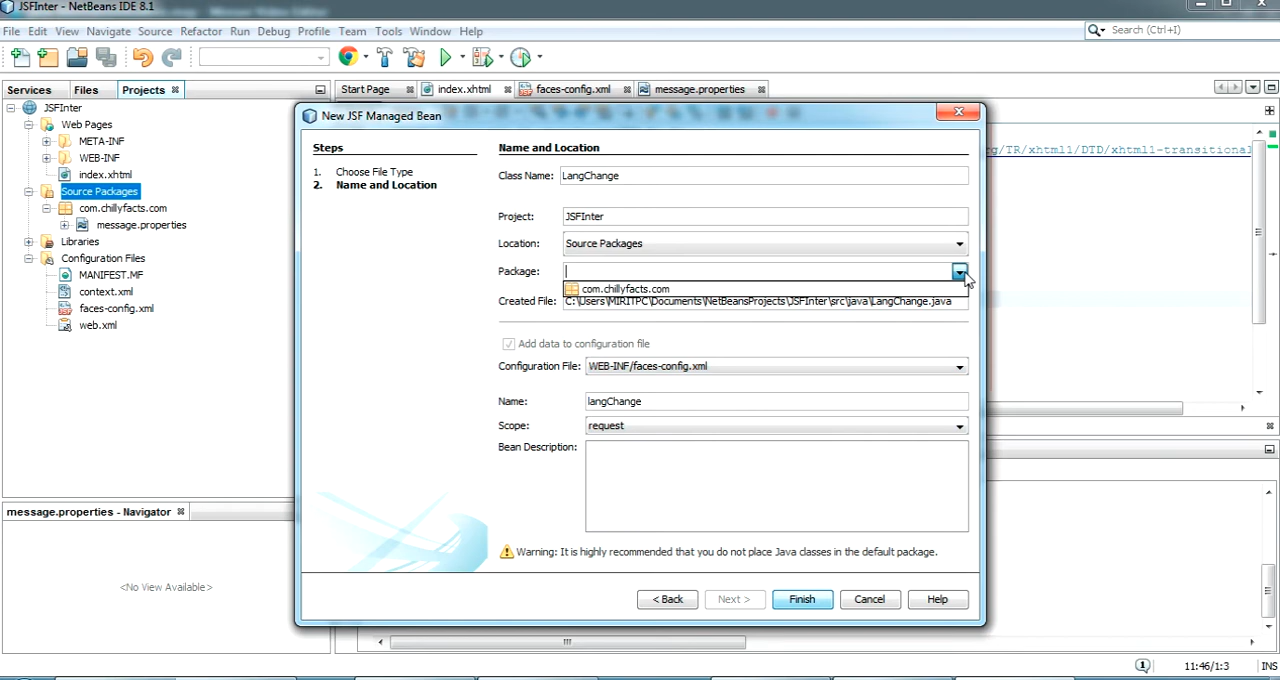 JSFInter - NetBeans IDE 8.1
File Edit View Navigate Source Refactor Run Debug Profile Team Tools Window Help
Search (Ctrl+I)
Services Files Projects
Start Page index.xhtml faces-config.xml message.properties
JSFInter
Web Pages
META-INF
WEB-INF
index.xhtml
Source Packages
com.chillyfacts.com
message.properties
Libraries
Configuration Files
MANIFEST.MF
context.xml
faces-config.xml
web.xml
message.properties - Navigator
<No View Available>
New JSF Managed Bean
Steps
1. Choose File Type
2. Name and Location
Name and Location
Class Name: LangChange
Project: JSFInter
Location: Source Packages
Package:
com.chillyfacts.com
Created File: C:\Users\MIRITPC\Documents\NetBeansProjects\JSFInter\src\java\LangChange.java
Add data to configuration file
Configuration File: WEB-INF/faces-config.xml
Name: langChange
Scope: request
Bean Description:
Warning: It is highly recommended that you do not place Java classes in the default package.
< Back Next > Finish Cancel Help
rg/TR/xhtml1/DTD/xhtml1-transitional
1 11:46/1:3 INS